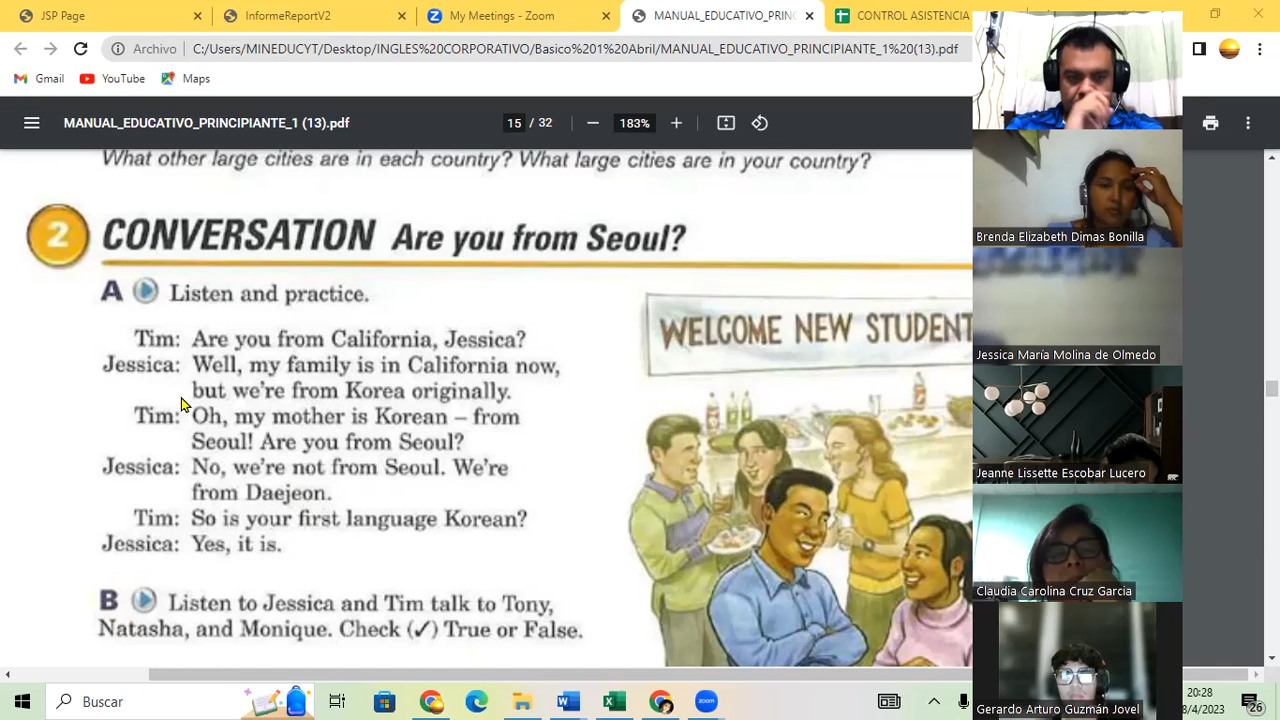 JSP Page
InformeReportV2
My Meetings - Zoom
MANUAL_EDUCATIVO_PRINC
CONTROL ASISTENCIA
Archivo
C:/Users/MINEDUCYT/Desktop/INGLES%20CORPORATIVO/Basico%201%20Abril/MANUAL_EDUCATIVO_PRINCIPIANTE_1%20(13).pdf
Gmail
YouTube
Maps
MANUAL_EDUCATIVO_PRINCIPIANTE_1 (13).pdf
15 / 32
183%
What other large cities are in each country? What large cities are in your country?
2 CONVERSATION Are you from Seoul?
A Listen and practice.
Tim: Are you from California, Jessica?
Jessica: Well, my family is in California now,
but we're from Korea originally.
Tim: Oh, my mother is Korean – from
Seoul! Are you from Seoul?
Jessica: No, we're not from Seoul. We're
from Daejeon.
Tim: So is your first language Korean?
Jessica: Yes, it is.
B Listen to Jessica and Tim talk to Tony,
Natasha, and Monique. Check (✓) True or False.
WELCOME NEW STUDENT
Brenda Elizabeth Dimas Bonilla
Jessica María Molina de Olmedo
Jeanne Lissette Escobar Lucero
Claudia Carolina Cruz Garcia
Gerardo Arturo Guzmán Jovel
Buscar
zoom
20:28
8/4/2023
26